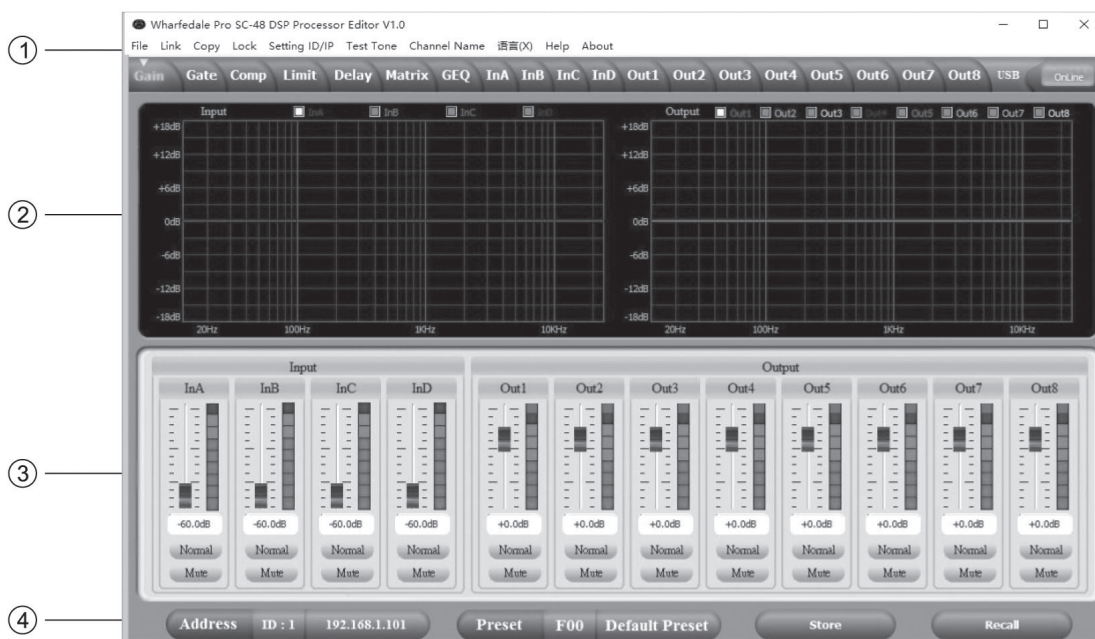 Wharfedale Pro SC-48 DSP Processor Editor V1.0
① File Link Copy Lock Setting ID/IP Test Tone Channel Name 语言(X) Help About
Gain Gate Comp Limit Delay Matrix GEQ InA InB InC InD Out1 Out2 Out3 Out4 Out5 Out6 Out7 Out8 USB OnLine
Input InA InB InC InD Output Out1 Out2 Out3 Out4 Out5 Out6 Out7 Out8
+18dB +18dB
+12dB +12dB
+6dB +6dB
② 0dB 0dB
-6dB -6dB
-12dB -12dB
-18dB -18dB
20Hz 100Hz 1KHz 10KHz 20Hz 100Hz 1KHz 10KHz
Input Output
InA InB InC InD Out1 Out2 Out3 Out4 Out5 Out6 Out7 Out8
③
-60.0dB -60.0dB -60.0dB -60.0dB +0.0dB +0.0dB +0.0dB +0.0dB +0.0dB +0.0dB +0.0dB +0.0dB
Normal Normal Normal Normal Normal Normal Normal Normal Normal Normal Normal Normal
Mute Mute Mute Mute Mute Mute Mute Mute Mute Mute Mute Mute
④ Address ID : 1 192.168.1.101 Preset F00 Default Preset Store Recall